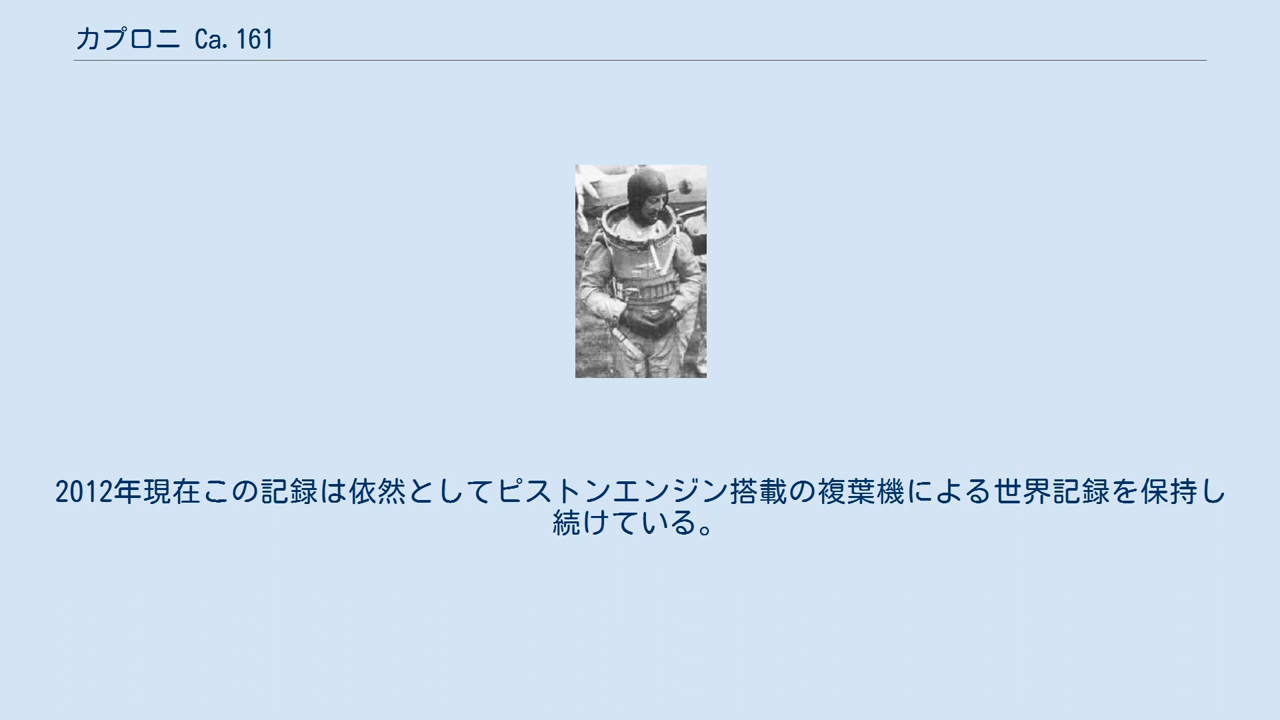 カプロニ Ca.161
2012年現在この記録は依然としてピストンエンジン搭載の複葉機による世界記録を保持し
続けている。